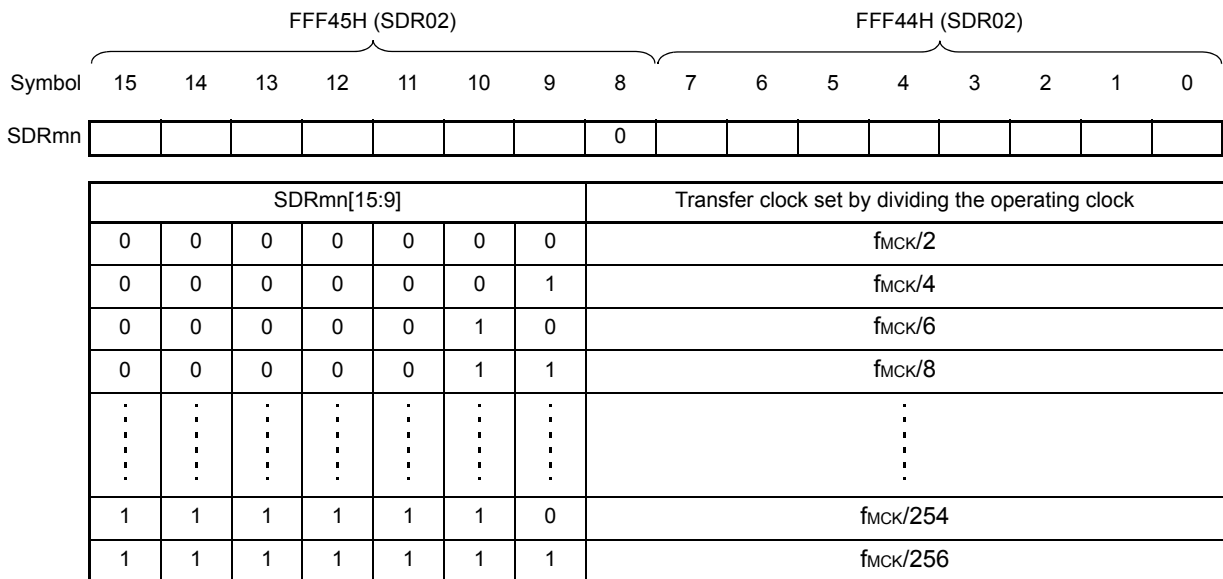 FFF45H (SDR02) FFF44H (SDR02)
Symbol 15 14 13 12 11 10 9 8 7 6 5 4 3 2 1 0
SDRmn 0
SDRmn[15:9] Transfer clock set by dividing the operating clock
0 0 0 0 0 0 0 fMCK/2
0 0 0 0 0 0 1 fMCK/4
0 0 0 0 0 1 0 fMCK/6
0 0 0 0 0 1 1 fMCK/8
1 1 1 1 1 1 0 fMCK/254
1 1 1 1 1 1 1 fMCK/256